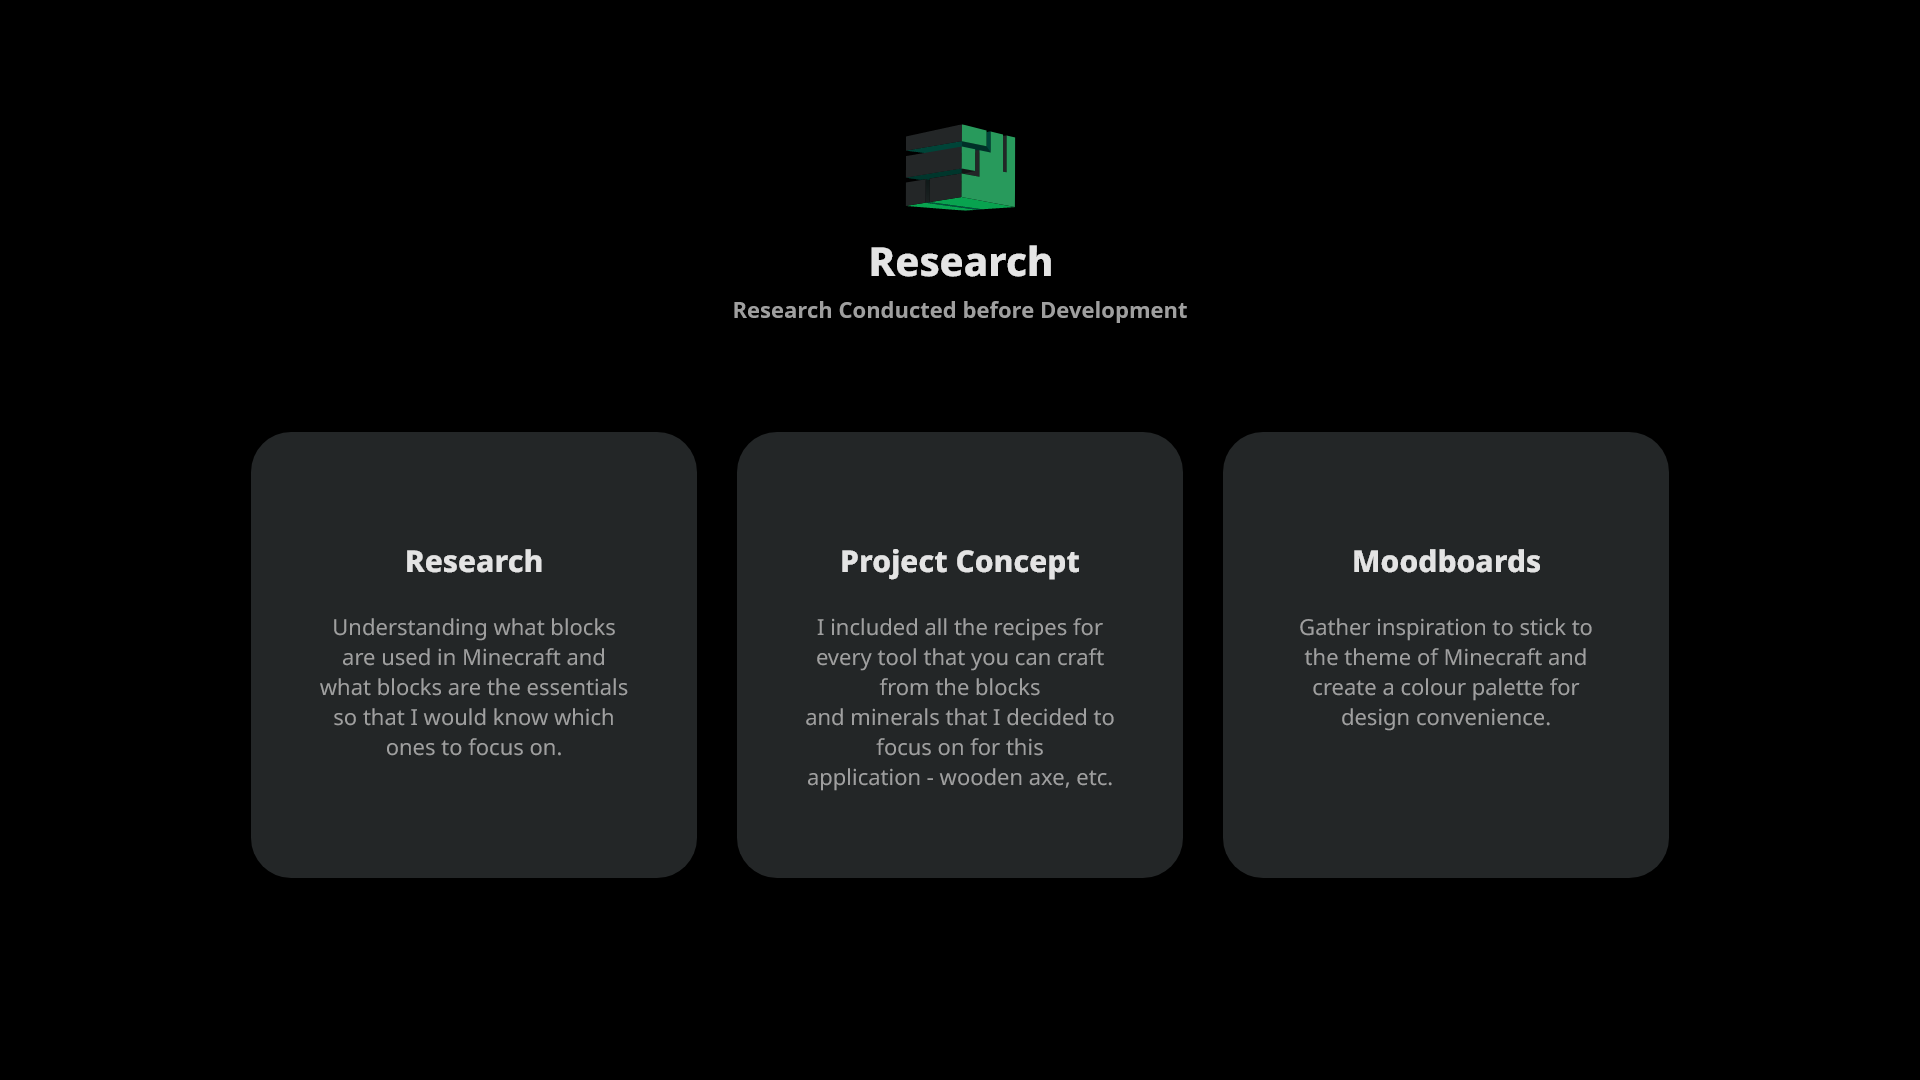 Research
Research Conducted before Development
Research
Understanding what blocks
are used in Minecraft and
what blocks are the essentials
so that I would know which
ones to focus on.
Project Concept
I included all the recipes for
every tool that you can craft
from the blocks
and minerals that I decided to
focus on for this
application - wooden axe, etc.
Moodboards
Gather inspiration to stick to
the theme of Minecraft and
create a colour palette for
design convenience.